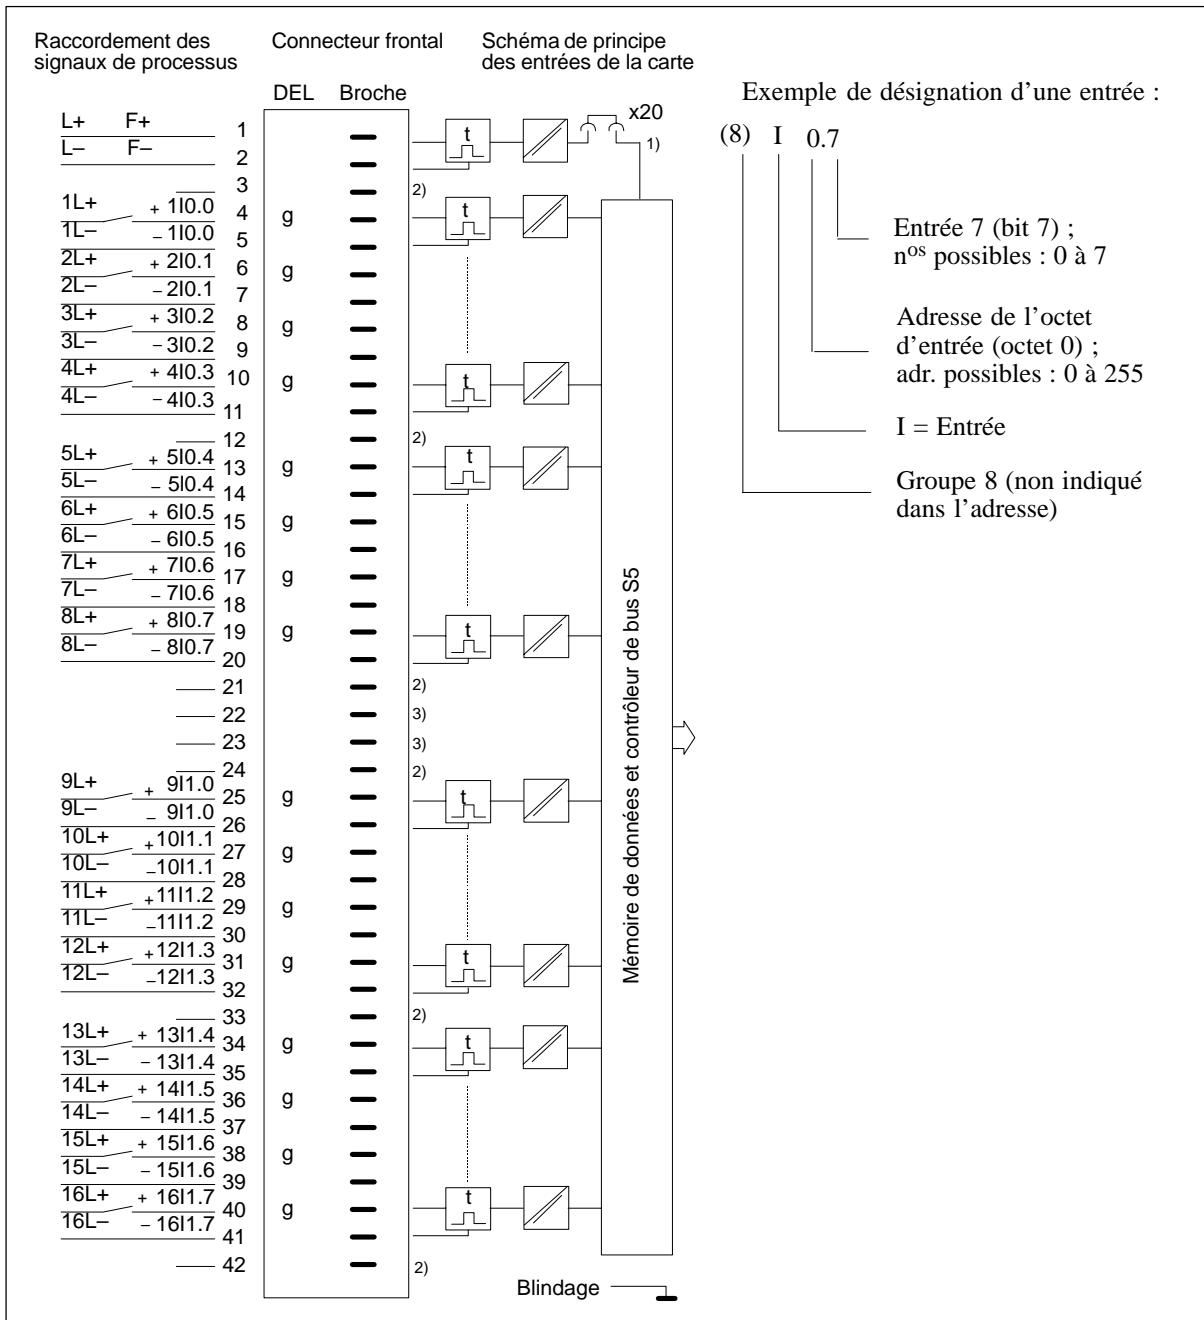 Raccordement des
signaux de processus
Connecteur frontal
Schéma de principe
des entrées de la carte
DEL Broche
L+ F+ 1
L– F– 2
3 2)
1L+ + 1I0.0 4 g
1L– – 1I0.0 5
2L+ + 2I0.1 6 g
2L– – 2I0.1 7
3L+ + 3I0.2 8 g
3L– – 3I0.2 9
4L+ + 4I0.3 10 g
4L– – 4I0.3 11
12 2)
5L+ + 5I0.4 13 g
5L– – 5I0.4 14
6L+ + 6I0.5 15 g
6L– – 6I0.5 16
7L+ + 7I0.6 17 g
7L– – 7I0.6 18
8L+ + 8I0.7 19 g
8L– – 8I0.7 20
21 2)
22 3)
23 3)
24 2)
9L+ + 9I1.0 25 g
9L– – 9I1.0 26
10L+ +10I1.1 27 g
10L– –10I1.1 28
11L+ +11I1.2 29 g
11L– –11I1.2 30
12L+ +12I1.3 31 g
12L– –12I1.3 32
33 2)
13L+ + 13I1.4 34 g
13L– – 13I1.4 35
14L+ + 14I1.5 36 g
14L– – 14I1.5 37
15L+ + 15I1.6 38 g
15L– – 15I1.6 39
16L+ + 16I1.7 40 g
16L– – 16I1.7 41
42 2)
t
t
t
t
t
t
t
t
t
x20
1)
Mémoire de données et contrôleur de bus S5
Blindage
Exemple de désignation d’une entrée :
(8) I 0.7
Entrée 7 (bit 7) ;
nos possibles : 0 à 7
Adresse de l’octet
d’entrée (octet 0) ;
adr. possibles : 0 à 255
I = Entrée
Groupe 8 (non indiqué
dans l’adresse)